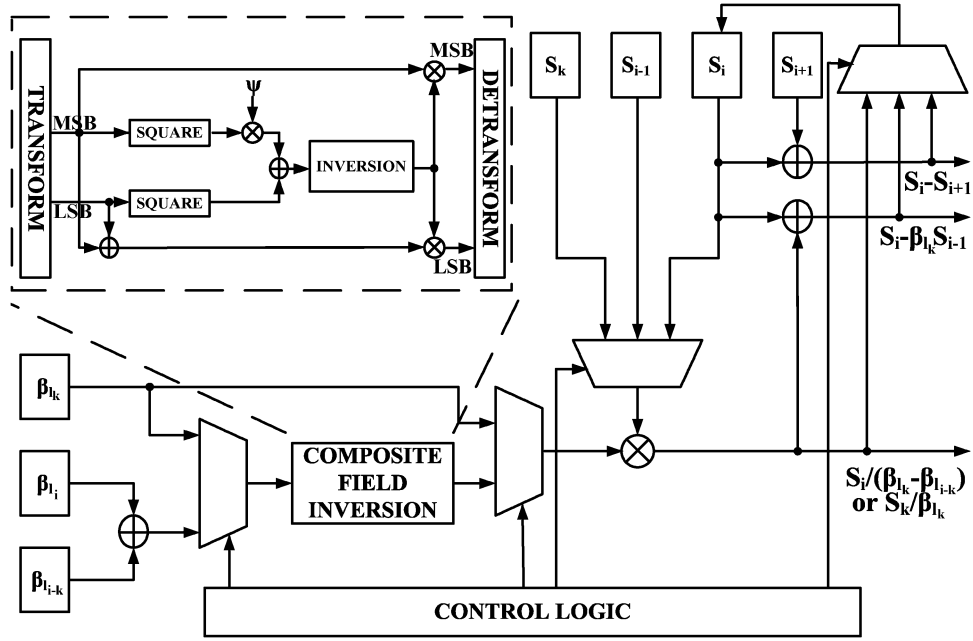 TRANSFORM
MSB
LSB
SQUARE
SQUARE
Ψ
INVERSION
MSB
LSB
DETRANSFORM
S_k
S_{i-1}
S_i
S_{i+1}
S_i-S_{i+1}
S_i-β_{l_k}S_{i-1}
β_{l_k}
β_{l_i}
β_{l_{i-k}}
COMPOSITE
FIELD
INVERSION
S_i/(β_{l_k}-β_{l_{i-k}})
or S_k/β_{l_k}
CONTROL LOGIC